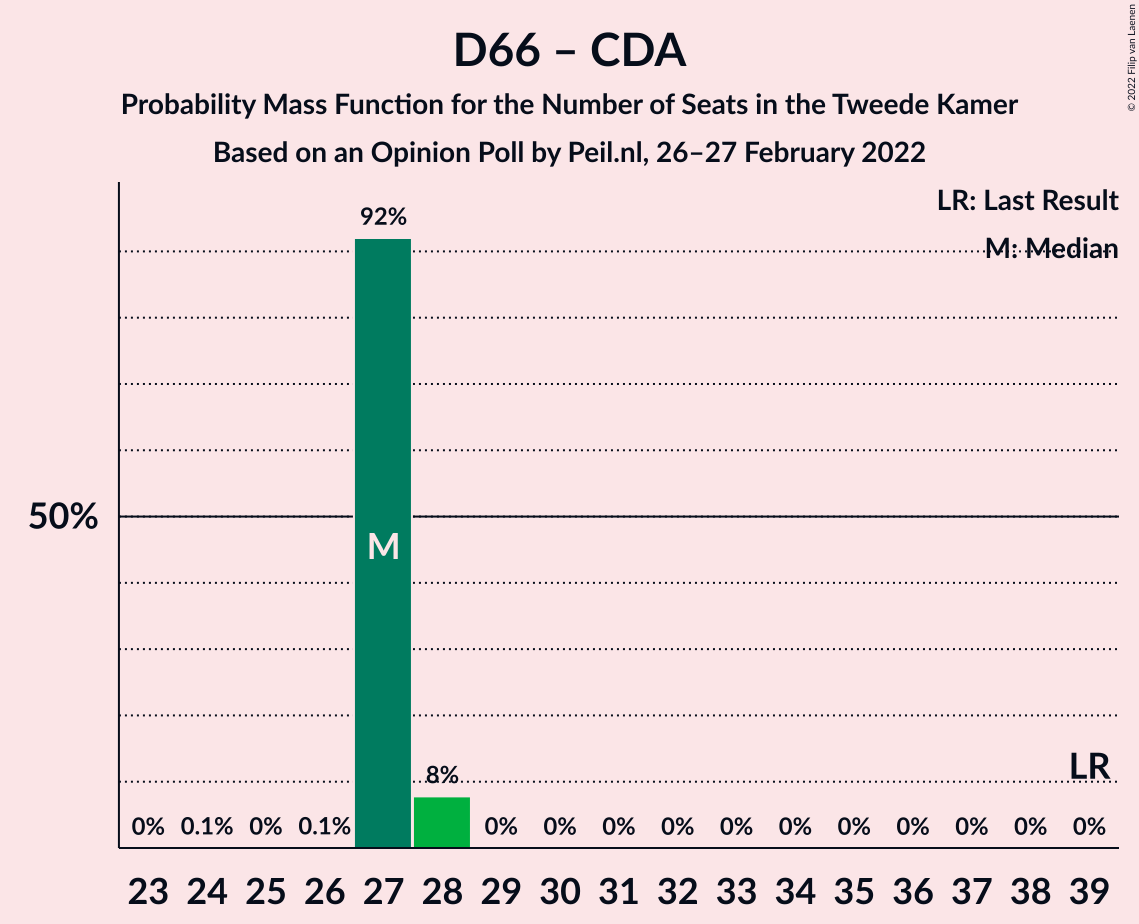 D66 – CDA
Probability Mass Function for the Number of Seats in the Tweede Kamer
Based on an Opinion Poll by Peil.nl, 26–27 February 2022
© 2022 Filip van Laenen
LR: Last Result
M: Median
92%
50%
M
8%
LR
0% 0.1% 0% 0.1% 0% 0% 0% 0% 0% 0% 0% 0% 0% 0% 0%
23 24 25 26 27 28 29 30 31 32 33 34 35 36 37 38 39